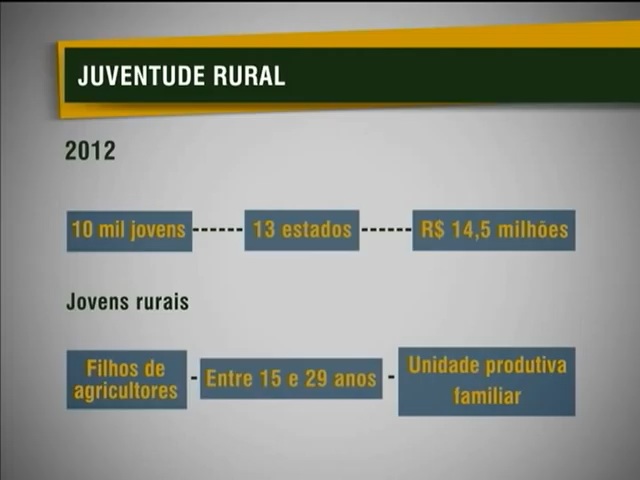 JUVENTUDE RURAL
2012
10 mil jovens
13 estados
R$ 14,5 milhões
Jovens rurais
Filhos de
agricultores
Entre 15 e 29 anos
Unidade produtiva
familiar